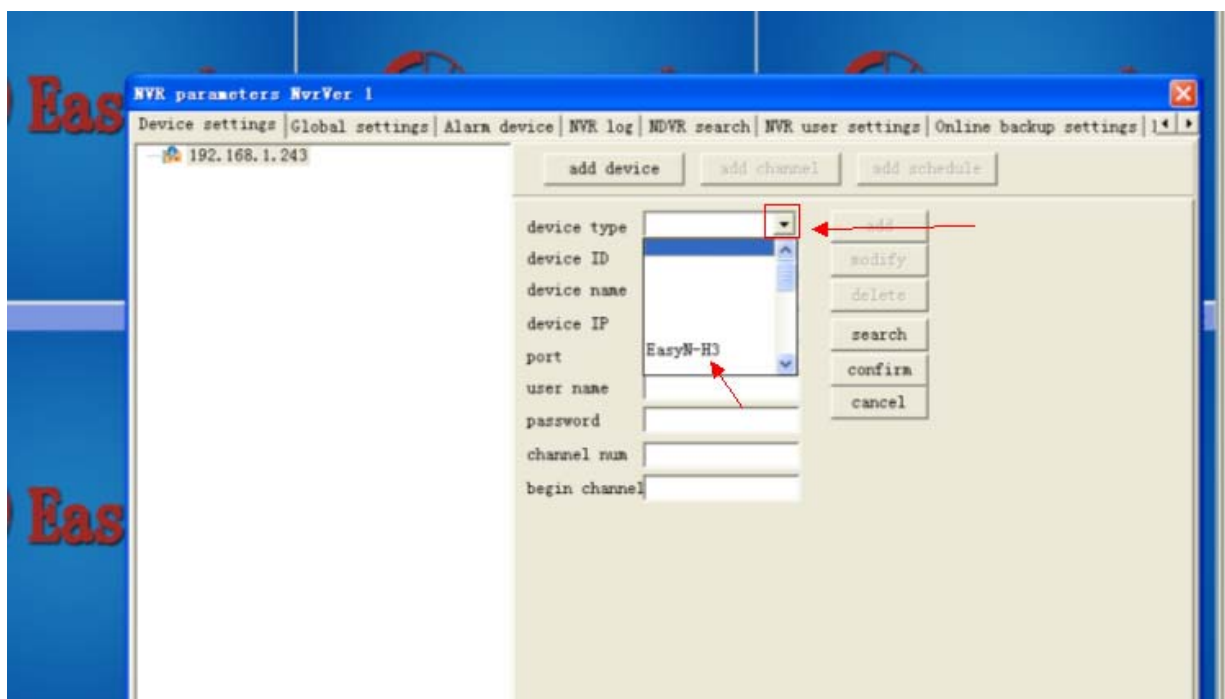 Eas
NVR parameters NvrVer 1
Device settings Global settings Alarm device NVR log NDVR search NVR user settings Online backup settings
192.168.1.243
add device add channel add schedule
device type add
device ID modify
device name delete
device IP search
EasyN-H3
port confirm
user name cancel
password
channel num
begin channel
Eas